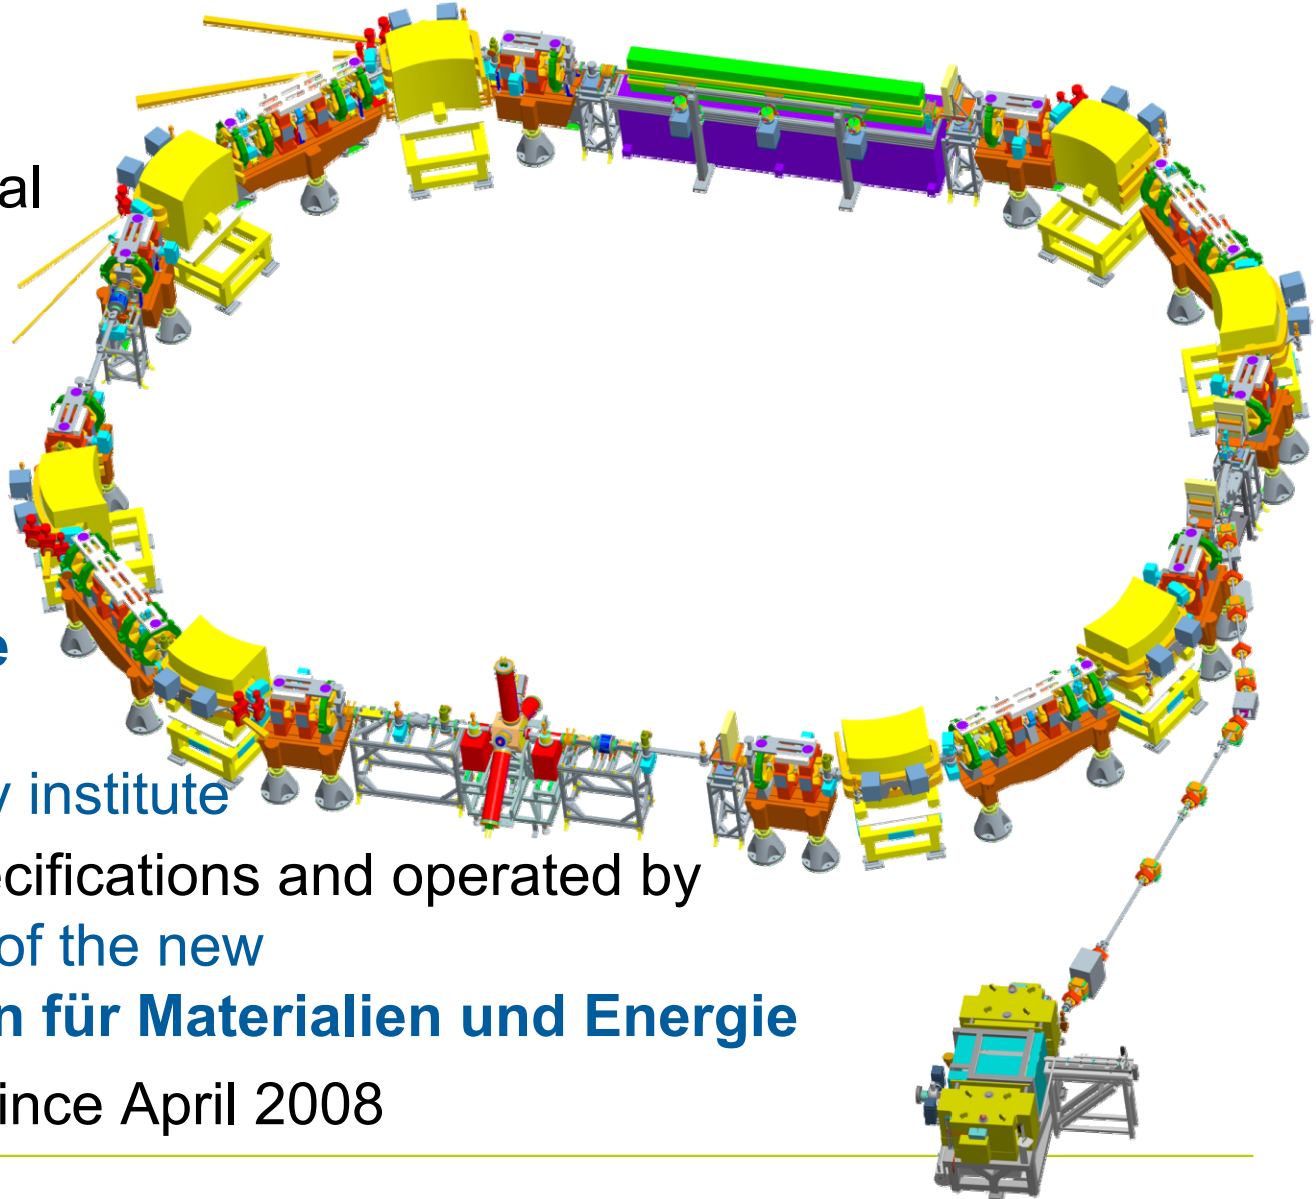 al
e
y institute
ecifications and operated by
of the new
n für Materialien und Energie
ince April 2008